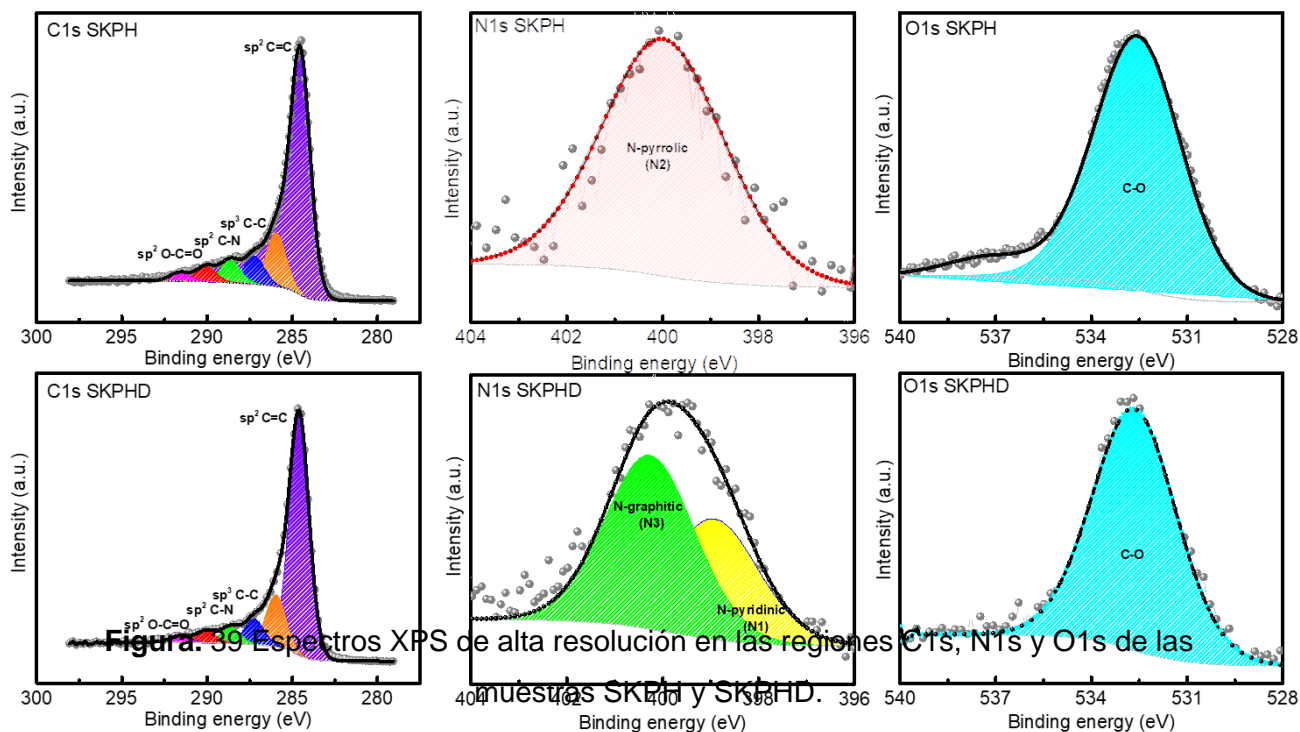 C1s SKPH
sp² C=C
sp³ C-C
sp² C-N
sp² O-C=O
Intensity (a.u.)
300 295 290 285 280
Binding energy (eV)
N1s SKPH
N-pyrrolic
(N2)
Intensity (a.u.)
404 402 400 398 396
Binding energy (eV)
O1s SKPH
C-O
Intensity (a.u.)
540 537 534 531 528
Binding energy (eV)
C1s SKPHD
sp² C=C
sp³ C-C
sp² C-N
sp² O-C=O
Intensity (a.u.)
300 295 290 285 280
Binding energy (eV)
N1s SKPHD
N-graphitic
(N3)
N-pyridinic
(N1)
Intensity (a.u.)
404 402 400 398 396
Binding energy (eV)
O1s SKPHD
C-O
Intensity (a.u.)
540 537 534 531 528
Binding energy (eV)
Figura. 39 Espectros XPS de alta resolución en las regiones C1s, N1s y O1s de las
muestras SKPH y SKPHD.